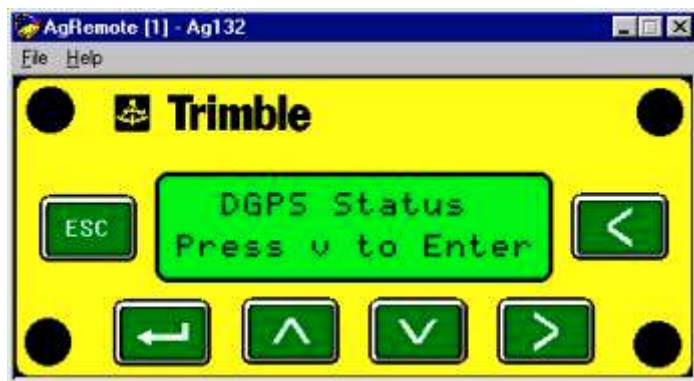 AgRemote [1] - Ag132
File Help
Trimble
DGPS Status
ESC
Press v to Enter